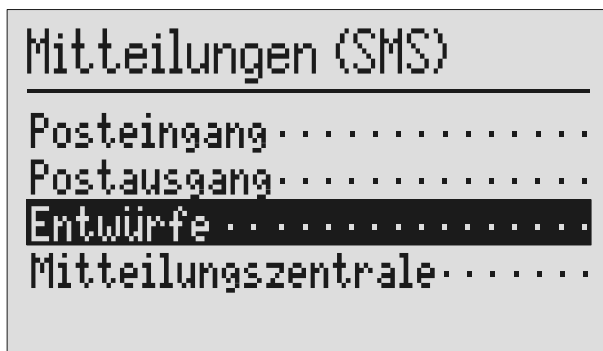 Mitteilungen (SMS)
Posteingang · · · · · · · · · · · · · ·
Postausgang · · · · · · · · · · · · · ·
Entwürfe · · · · · · · · · · · · · · · ·
Mitteilungszentrale · · · · · · ·